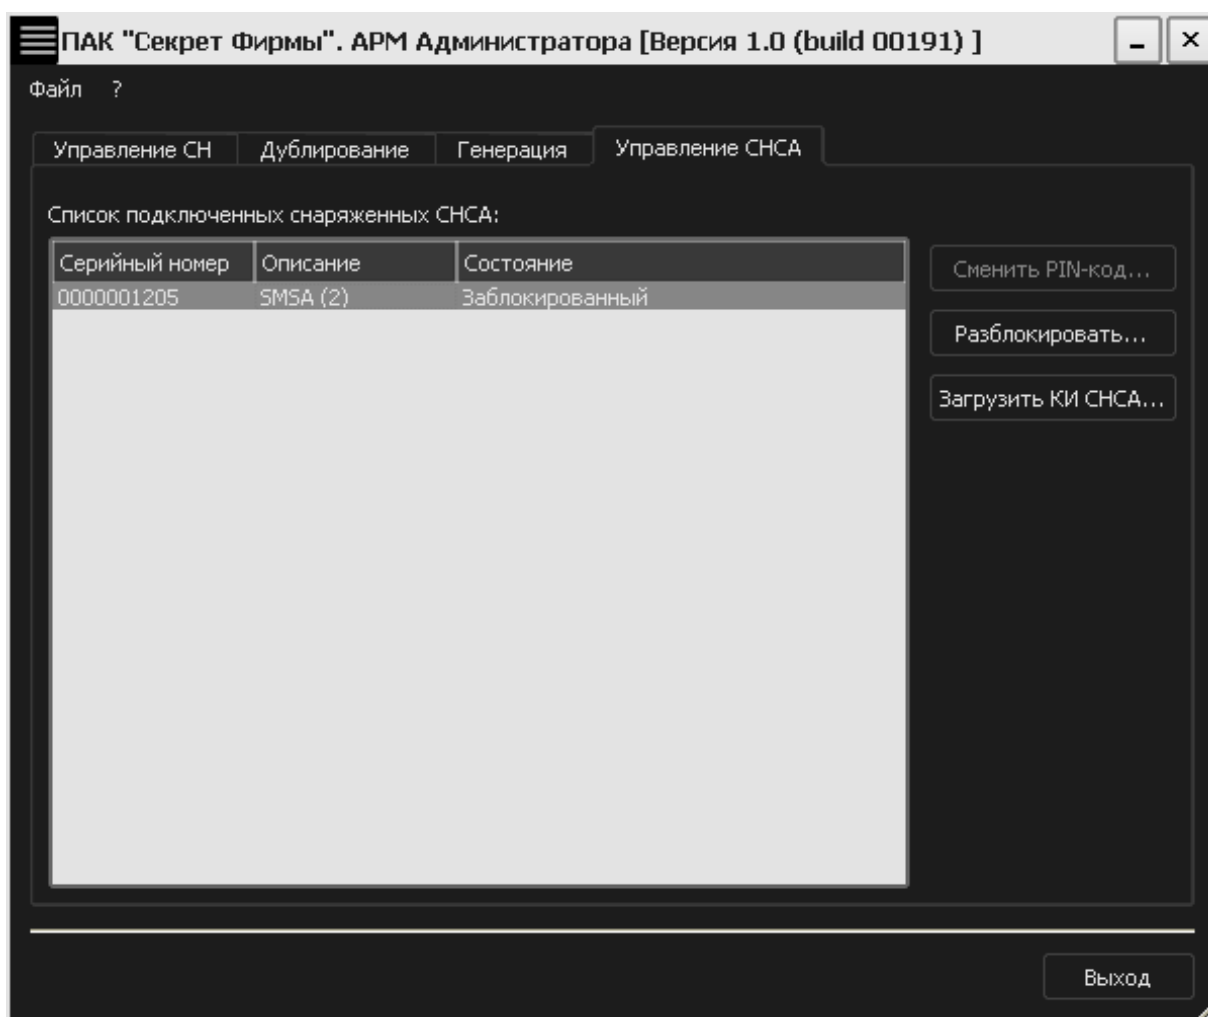 ПАК "Секрет Фирмы". АРМ Администратора [Версия 1.0 (build 00191) ]
Файл ?
Управление СН Дублирование Генерация Управление СНСА
Список подключенных снаряженных СНСА:
Серийный номер Описание Состояние
0000001205 SMSA (2) Заблокированный
Сменить PIN-код...
Разблокировать...
Загрузить КИ СНСА...
Выход